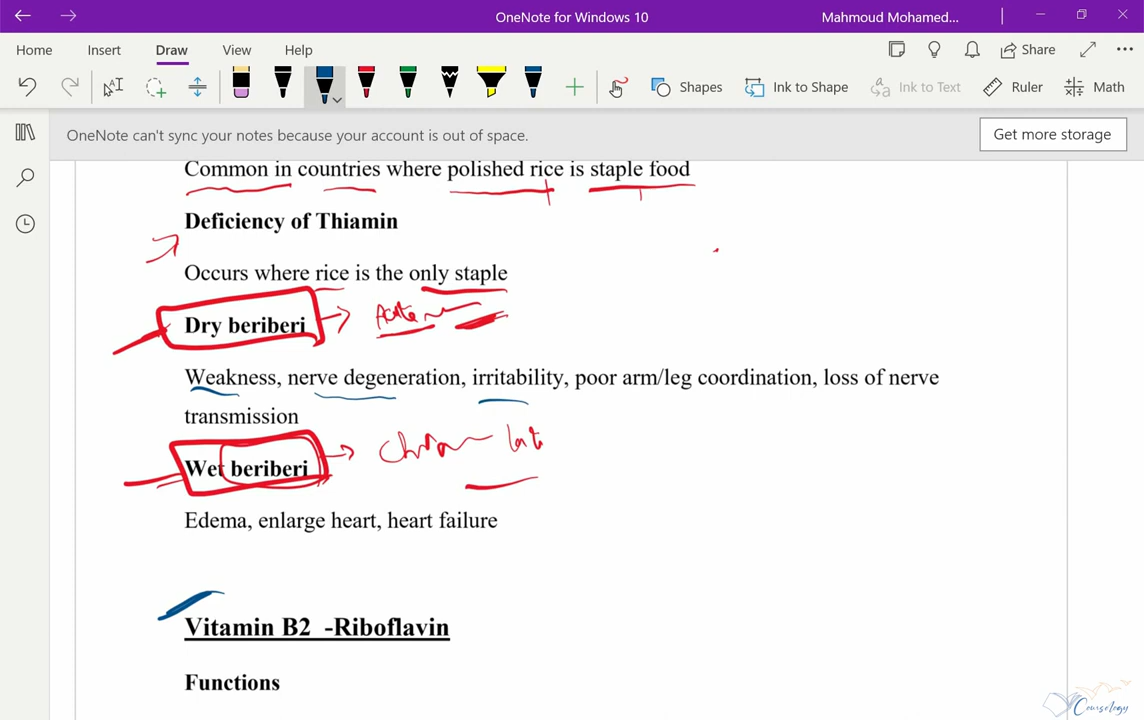 OneNote for Windows 10
Mahmoud Mohamed...
Home Insert Draw View Help
Share
Shapes Ink to Shape Ink to Text Ruler Math
OneNote can't sync your notes because your account is out of space.
Get more storage
Common in countries where polished rice is staple food
Deficiency of Thiamin
Occurs where rice is the only staple
Dry beriberi
Weakness, nerve degeneration, irritability, poor arm/leg coordination, loss of nerve
transmission
Wet beriberi
Edema, enlarge heart, heart failure
Vitamin B2 -Riboflavin
Functions
Courselogy